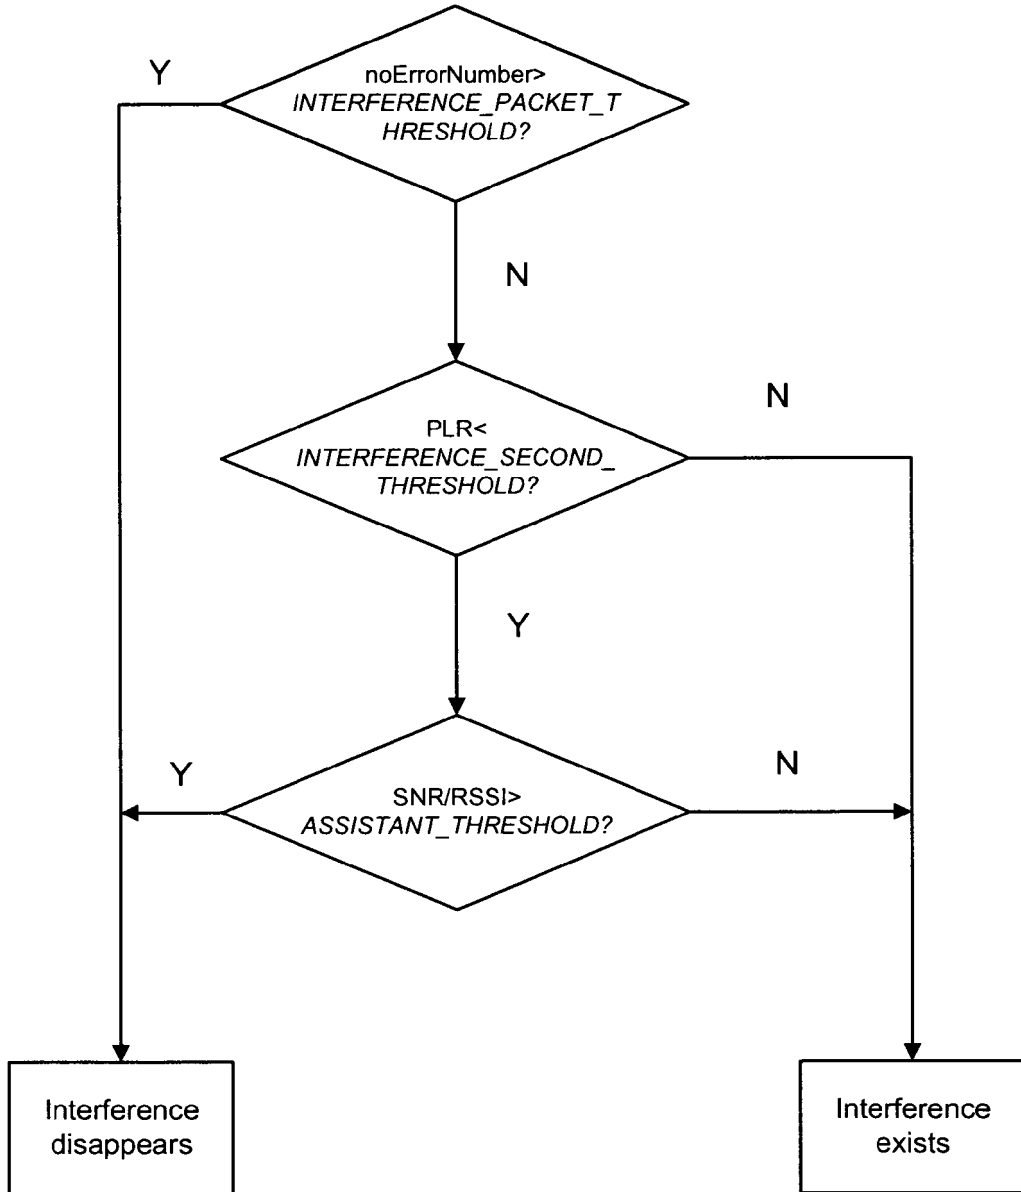 Y
noErrorNumber>
INTERFERENCE_PACKET_T
HRESHOLD?
N
N
PLR<
INTERFERENCE_SECOND_
THRESHOLD?
Y
Y
N
SNR/RSSI>
ASSISTANT_THRESHOLD?
Interference
disappears
Interference
exists